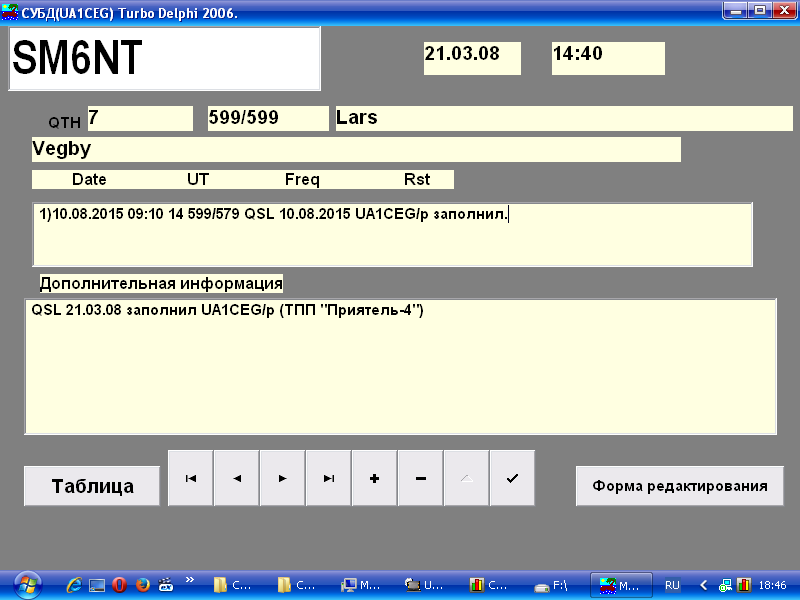 СУБД(UA1CEG) Turbo Delphi 2006.
SM6NT
21.03.08 14:40
QTH 7 599/599 Lars
Vegby
Date UT Freq Rst
1)10.08.2015 09:10 14 599/579 QSL 10.08.2015 UA1CEG/p заполнил.
Дополнительная информация
QSL 21.03.08 заполнил UA1CEG/p (ТПП "Приятель-4")
Таблица
Форма редактирования
C... C... M... U... C... F:\ M... RU 18:46